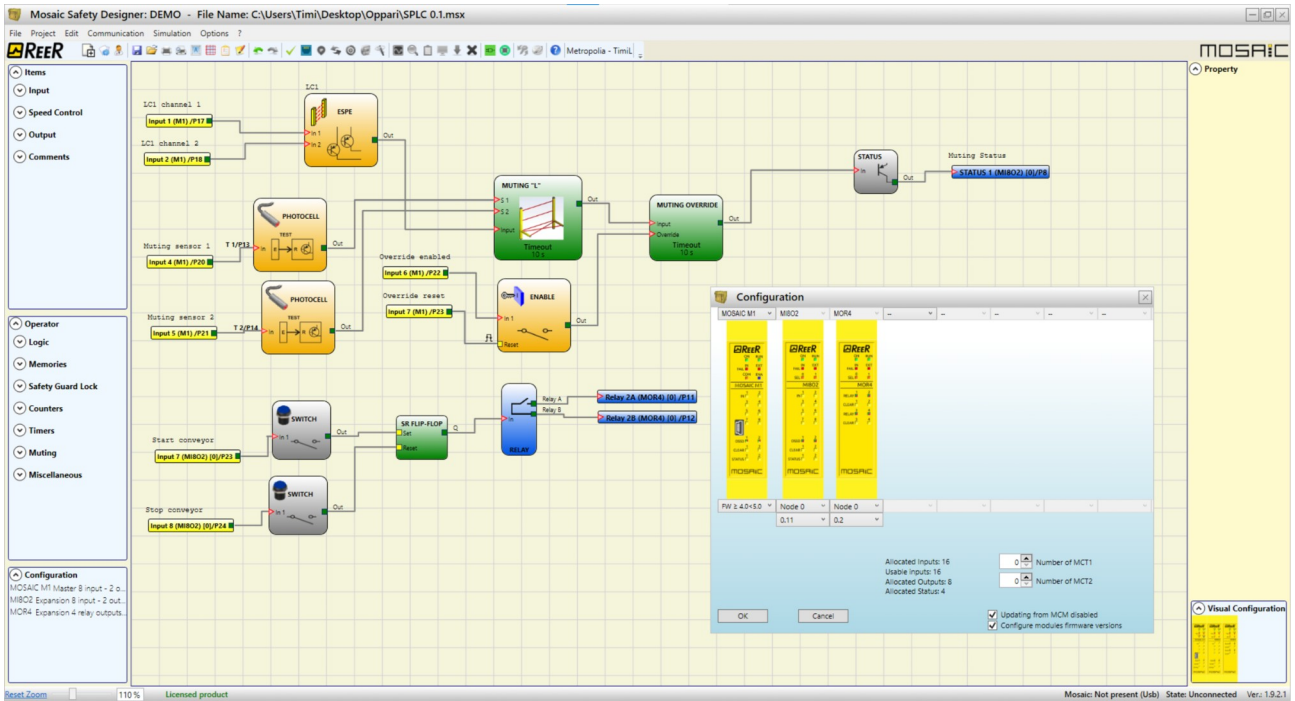 Mosaic Safety Designer: DEMO - File Name: C:\Users\Timi\Desktop\Oppari\SPLC 0.1.msx
File Project Edit Communication Simulation Options ?
REER
Metropolia - TimiL
MOSAIC
Items
Input
Speed Control
Output
Comments
Operator
Logic
Memories
Safety Guard Lock
Counters
Timers
Muting
Miscellaneous
Configuration
MOSAIC M1 Master 8 input - 2 o...
MI8O2 Expansion 8 input - 2 out...
MOR4 Expansion 4 relay outputs...
LC1
LC1 channel 1
Input 1 (M1) /P17
LC1 channel 2
Input 2 (M1) /P18
ESPE
In 1
In 2
Out
Muting sensor 1
T 1/P13
Input 4 (M1) /P20
PHOTOCELL
TEST
In
Out
Muting sensor 2
T 2/P14
Input 5 (M1) /P21
PHOTOCELL
TEST
In
Out
MUTING "L"
S 1
S 2
Input
Out
Timeout
10 s
Override enabled
Input 6 (M1) /P22
Override reset
Input 7 (M1) /P23
ENABLE
In 1
Reset
Out
MUTING OVERRIDE
Input
Override
Out
Timeout
10 s
STATUS
In
Out
Muting Status
STATUS 1 (MI8O2) [0]/P8
Start conveyor
Input 7 (MI8O2) [0]/P23
SWITCH
In 1
Out
Stop conveyor
Input 8 (MI8O2) [0]/P24
SWITCH
In 1
Out
SR FLIP-FLOP
Set
Reset
Q
RELAY
In
Relay A
Relay B
Relay 2A (MOR4) [0] /P11
Relay 2B (MOR4) [0] /P12
Configuration
MOSAIC M1 MI8O2 MOR4 - - - - -
REER REER REER
MOSAIC M1 MI8O2 MOR4
MOSAIC MOSAIC MOSAIC
FW ≥ 4.0<5.0 Node 0 Node 0
0.11 0.2
Allocated Inputs: 16
Usable Inputs: 16
Allocated Outputs: 8
Allocated Status: 4
0 Number of MCT1
0 Number of MCT2
Updating from MCM disabled
Configure modules firmware versions
OK Cancel
Property
Visual Configuration
Reset Zoom 110 % Licensed product
Mosaic: Not present (Usb) State: Unconnected Ver.: 1.9.2.1